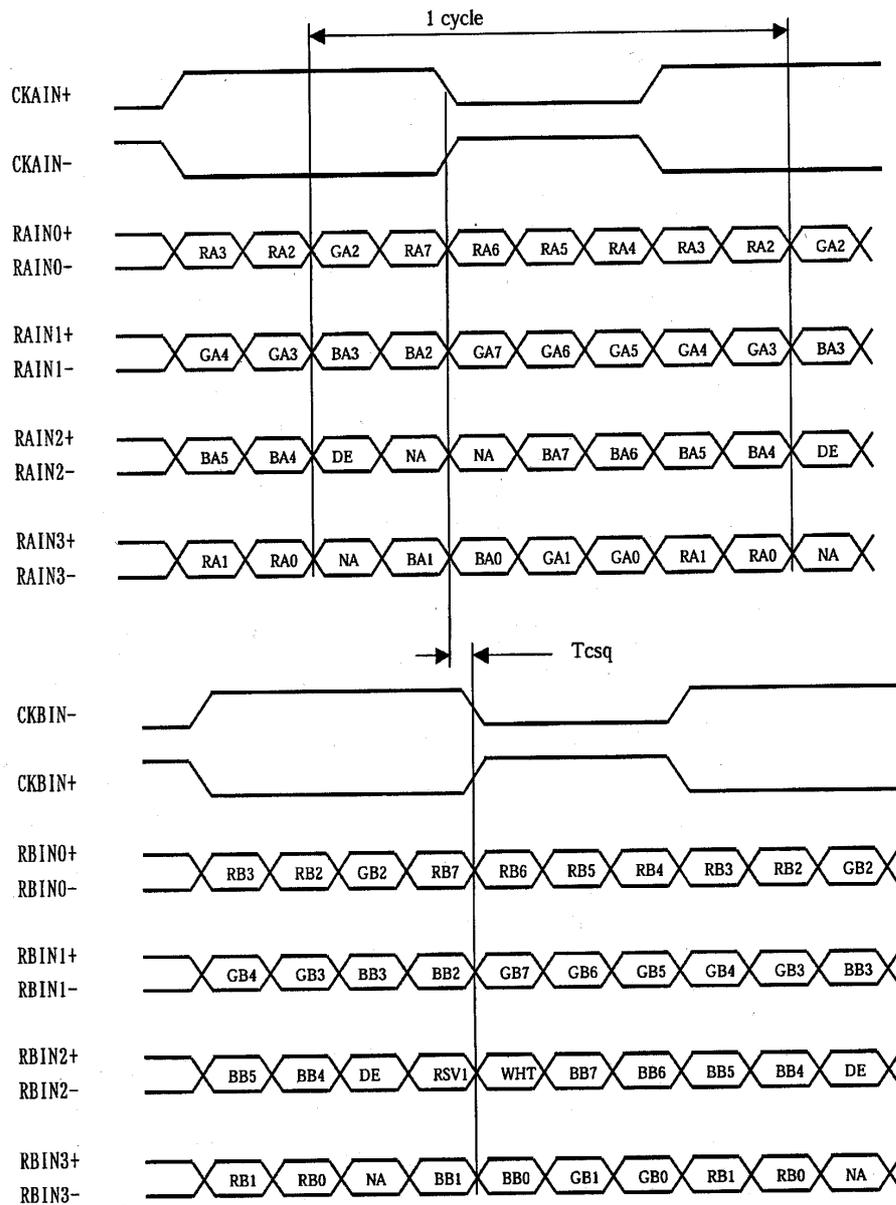 1 cycle
CKAIN+
CKAIN-
RAIN0+
RA3 RA2 GA2 RA7 RA6 RA5 RA4 RA3 RA2 GA2
RAIN0-
RAIN1+
GA4 GA3 BA3 BA2 GA7 GA6 GA5 GA4 GA3 BA3
RAIN1-
RAIN2+
BA5 BA4 DE NA NA BA7 BA6 BA5 BA4 DE
RAIN2-
RAIN3+
RA1 RA0 NA BA1 BA0 GA1 GA0 RA1 RA0 NA
RAIN3-
Tcsq
CKBIN-
CKBIN+
RBIN0+
RB3 RB2 GB2 RB7 RB6 RB5 RB4 RB3 RB2 GB2
RBIN0-
RBIN1+
GB4 GB3 BB3 BB2 GB7 GB6 GB5 GB4 GB3 BB3
RBIN1-
RBIN2+
BB5 BB4 DE RSV1 WHT BB7 BB6 BB5 BB4 DE
RBIN2-
RBIN3+
RB1 RB0 NA BB1 BB0 GB1 GB0 RB1 RB0 NA
RBIN3-